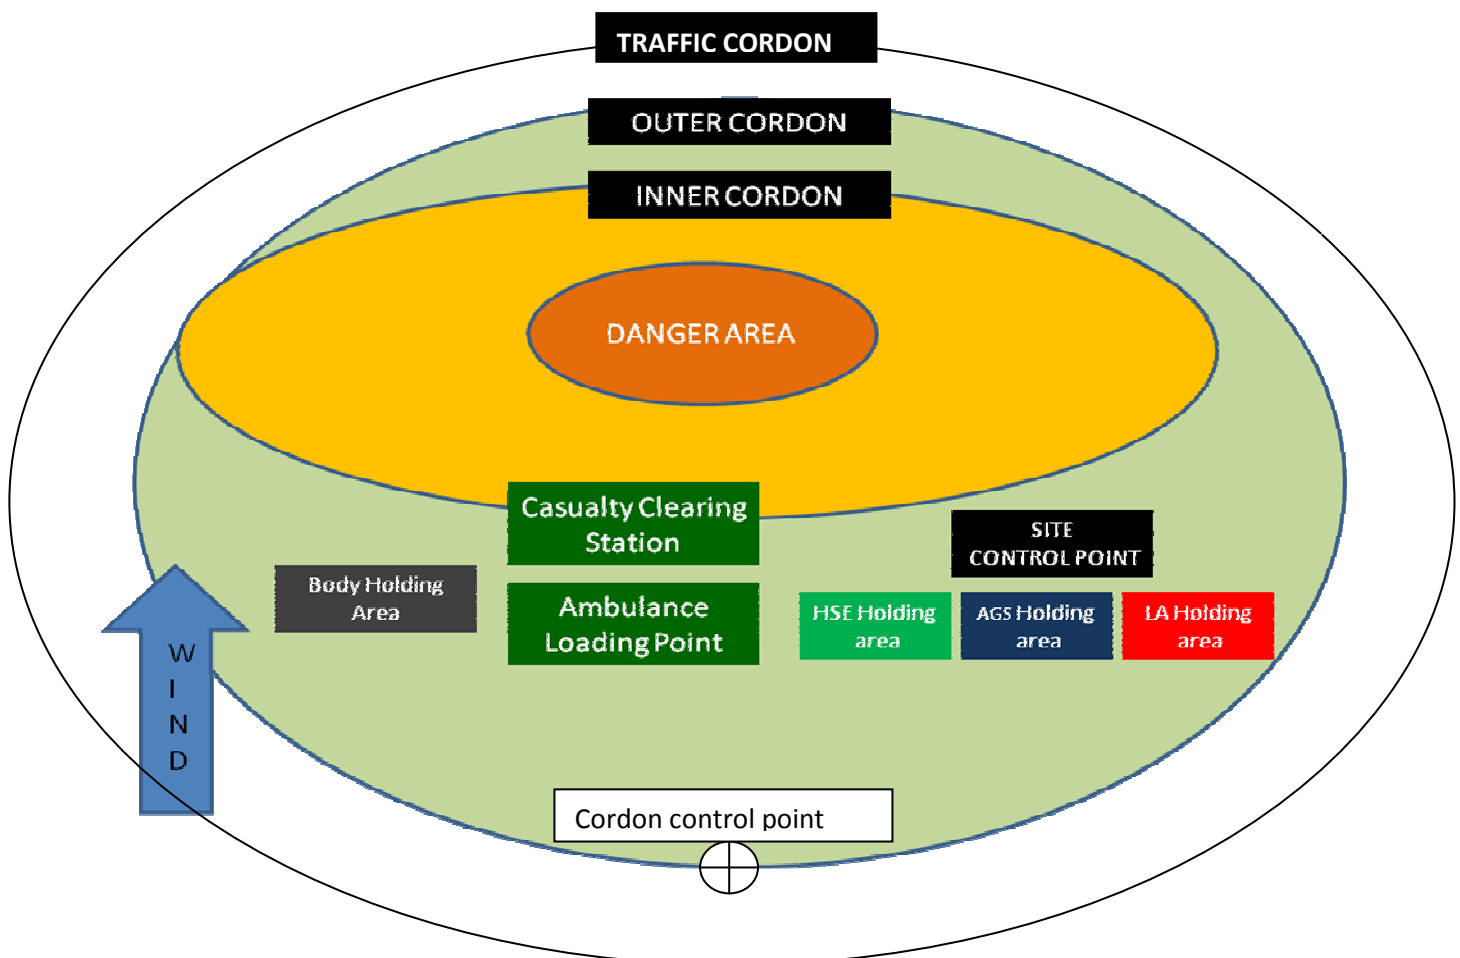 TRAFFIC CORDON
OUTER CORDON
INNER CORDON
DANGER AREA
Casualty Clearing
Station
SITE
CONTROL POINT
Body Holding
Area
Ambulance
Loading Point
HSE Holding
area
AGS Holding
area
LA Holding
area
W
I
N
D
Cordon control point